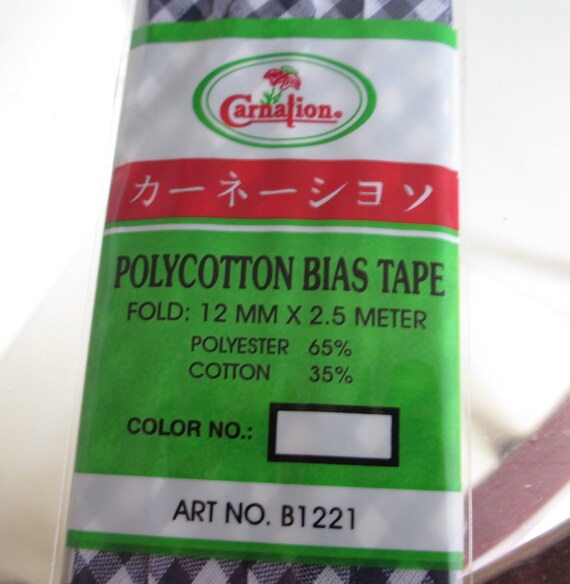 Carnation®
カーネーショソ
POLYCOTTON BIAS TAPE
FOLD: 12 MM X 2.5 METER
POLYESTER 65%
COTTON 35%
COLOR NO.:
ART NO. B1221